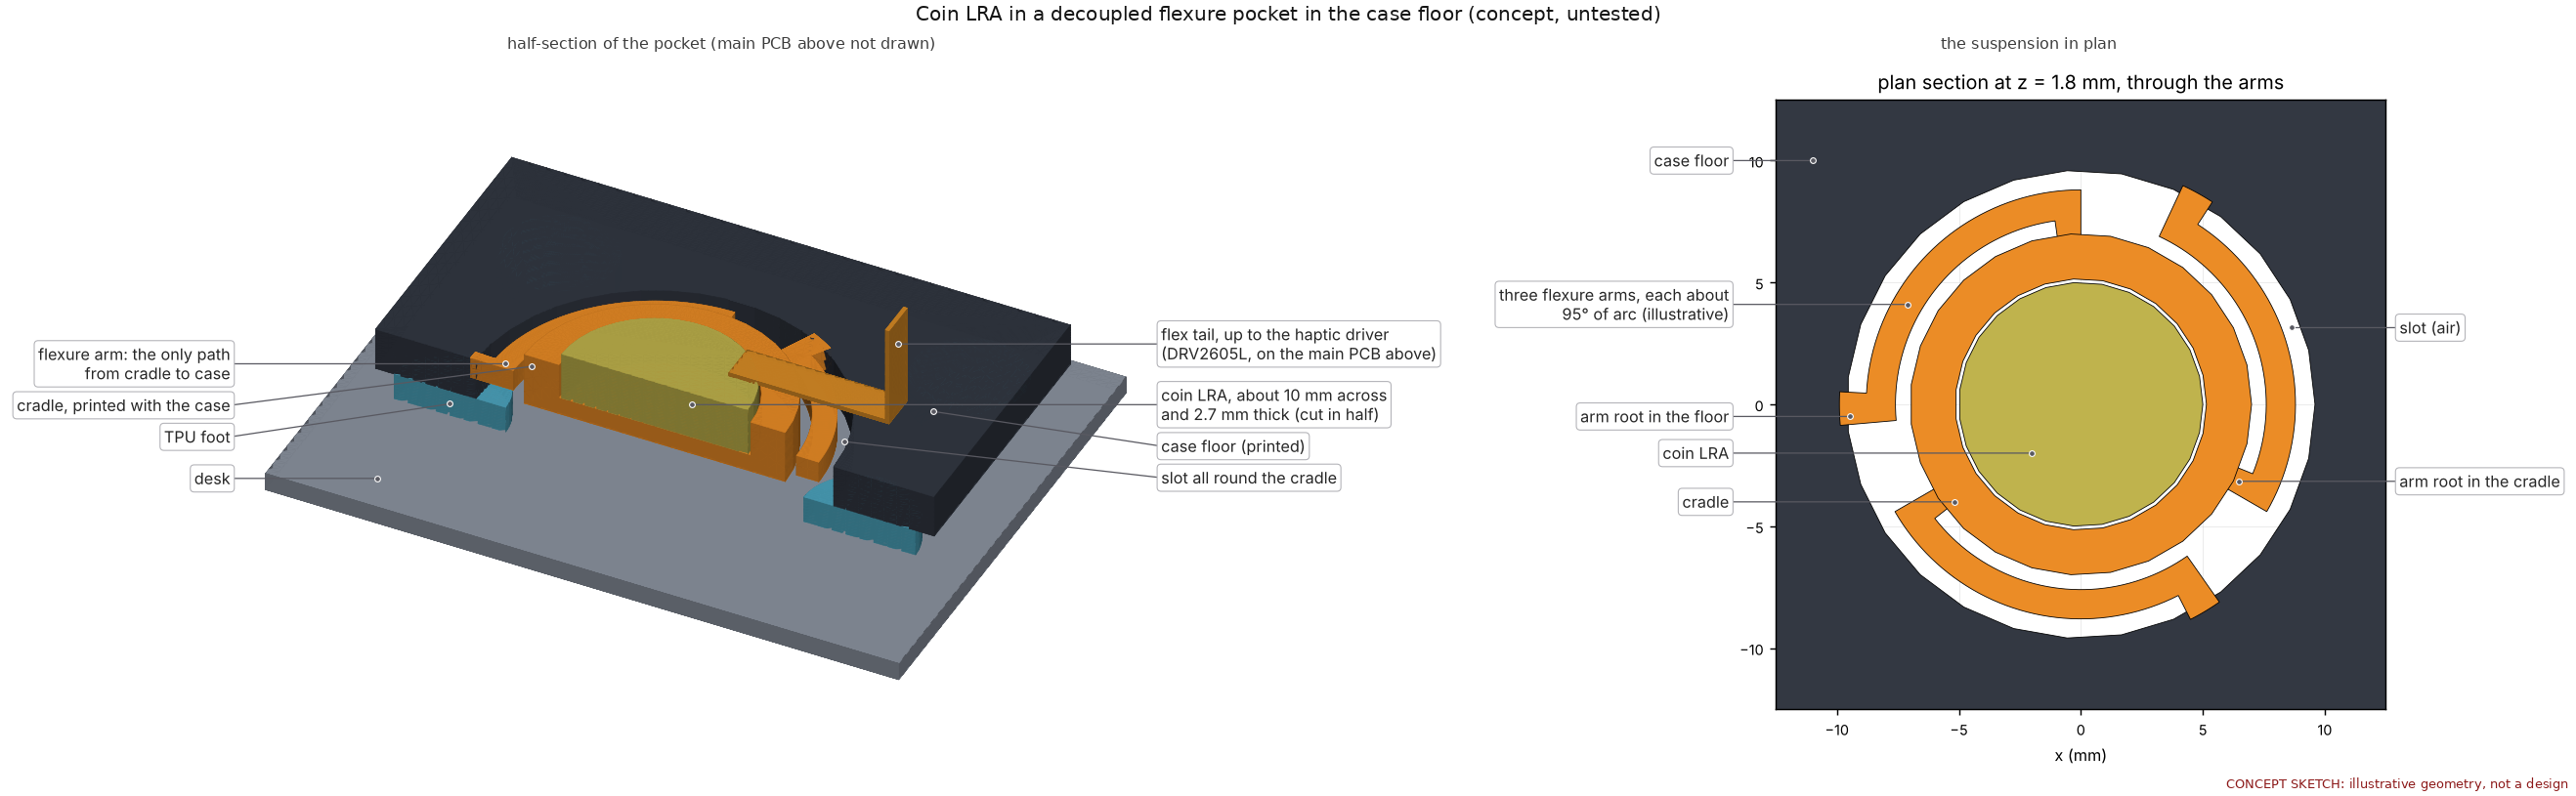 Coin LRA in a decoupled flexure pocket in the case floor (concept, untested)
half-section of the pocket (main PCB above not drawn)
flexure arm: the only path
from cradle to case
cradle, printed with the case
TPU foot
desk
flex tail, up to the haptic driver
(DRV2605L, on the main PCB above)
coin LRA, about 10 mm across
and 2.7 mm thick (cut in half)
case floor (printed)
slot all round the cradle
the suspension in plan
plan section at z = 1.8 mm, through the arms
case floor
three flexure arms, each about
95° of arc (illustrative)
arm root in the floor
coin LRA
cradle
slot (air)
arm root in the cradle
10
5
0
−5
−10
−10
−5
0
5
10
x (mm)
CONCEPT SKETCH: illustrative geometry, not a design